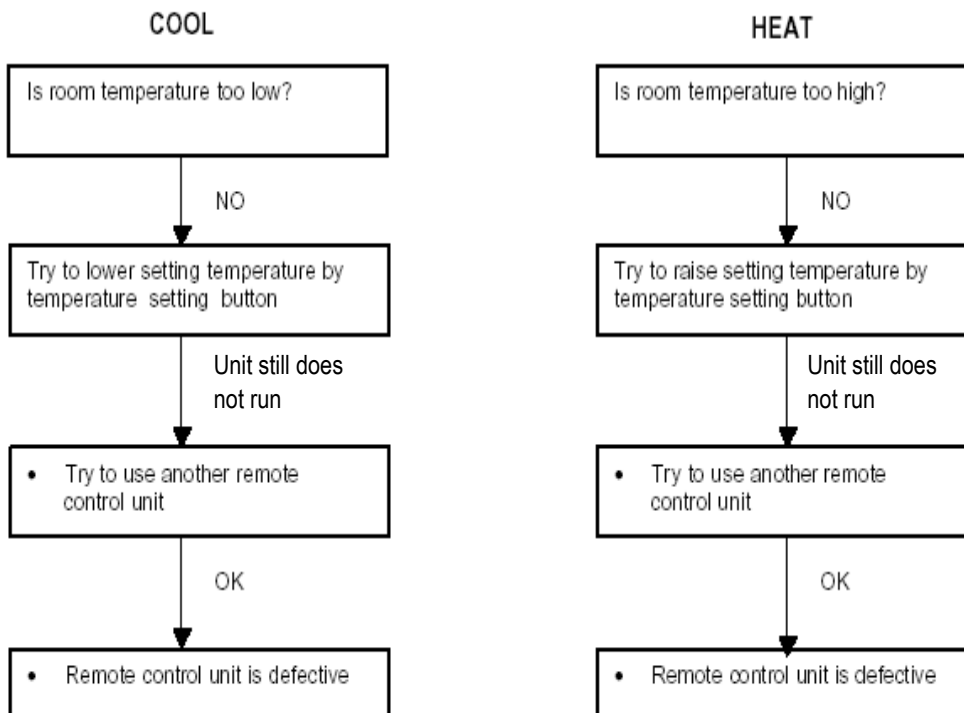 COOL
Is room temperature too low?
NO
Try to lower setting temperature by
temperature setting button
Unit still does
not run
• Try to use another remote
control unit
OK
• Remote control unit is defective
HEAT
Is room temperature too high?
NO
Try to raise setting temperature by
temperature setting button
Unit still does
not run
• Try to use another remote
control unit
OK
• Remote control unit is defective